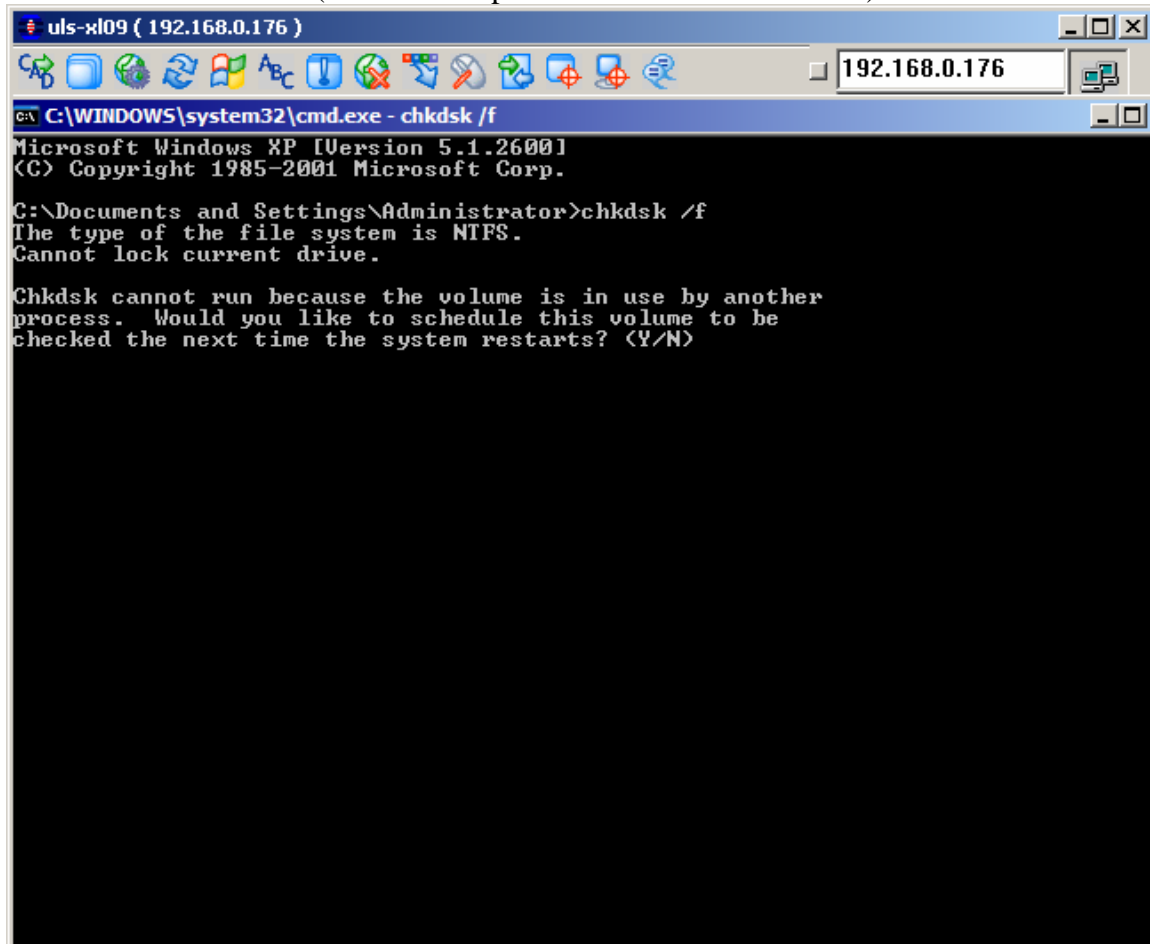 uls-xl09 ( 192.168.0.176 )
CAD ABC 192.168.0.176
C:\WINDOWS\system32\cmd.exe - chkdsk /f
Microsoft Windows XP [Version 5.1.2600]
(C) Copyright 1985-2001 Microsoft Corp.
C:\Documents and Settings\Administrator>chkdsk /f
The type of the file system is NTFS.
Cannot lock current drive.
Chkdsk cannot run because the volume is in use by another
process.  Would you like to schedule this volume to be
checked the next time the system restarts? (Y/N)